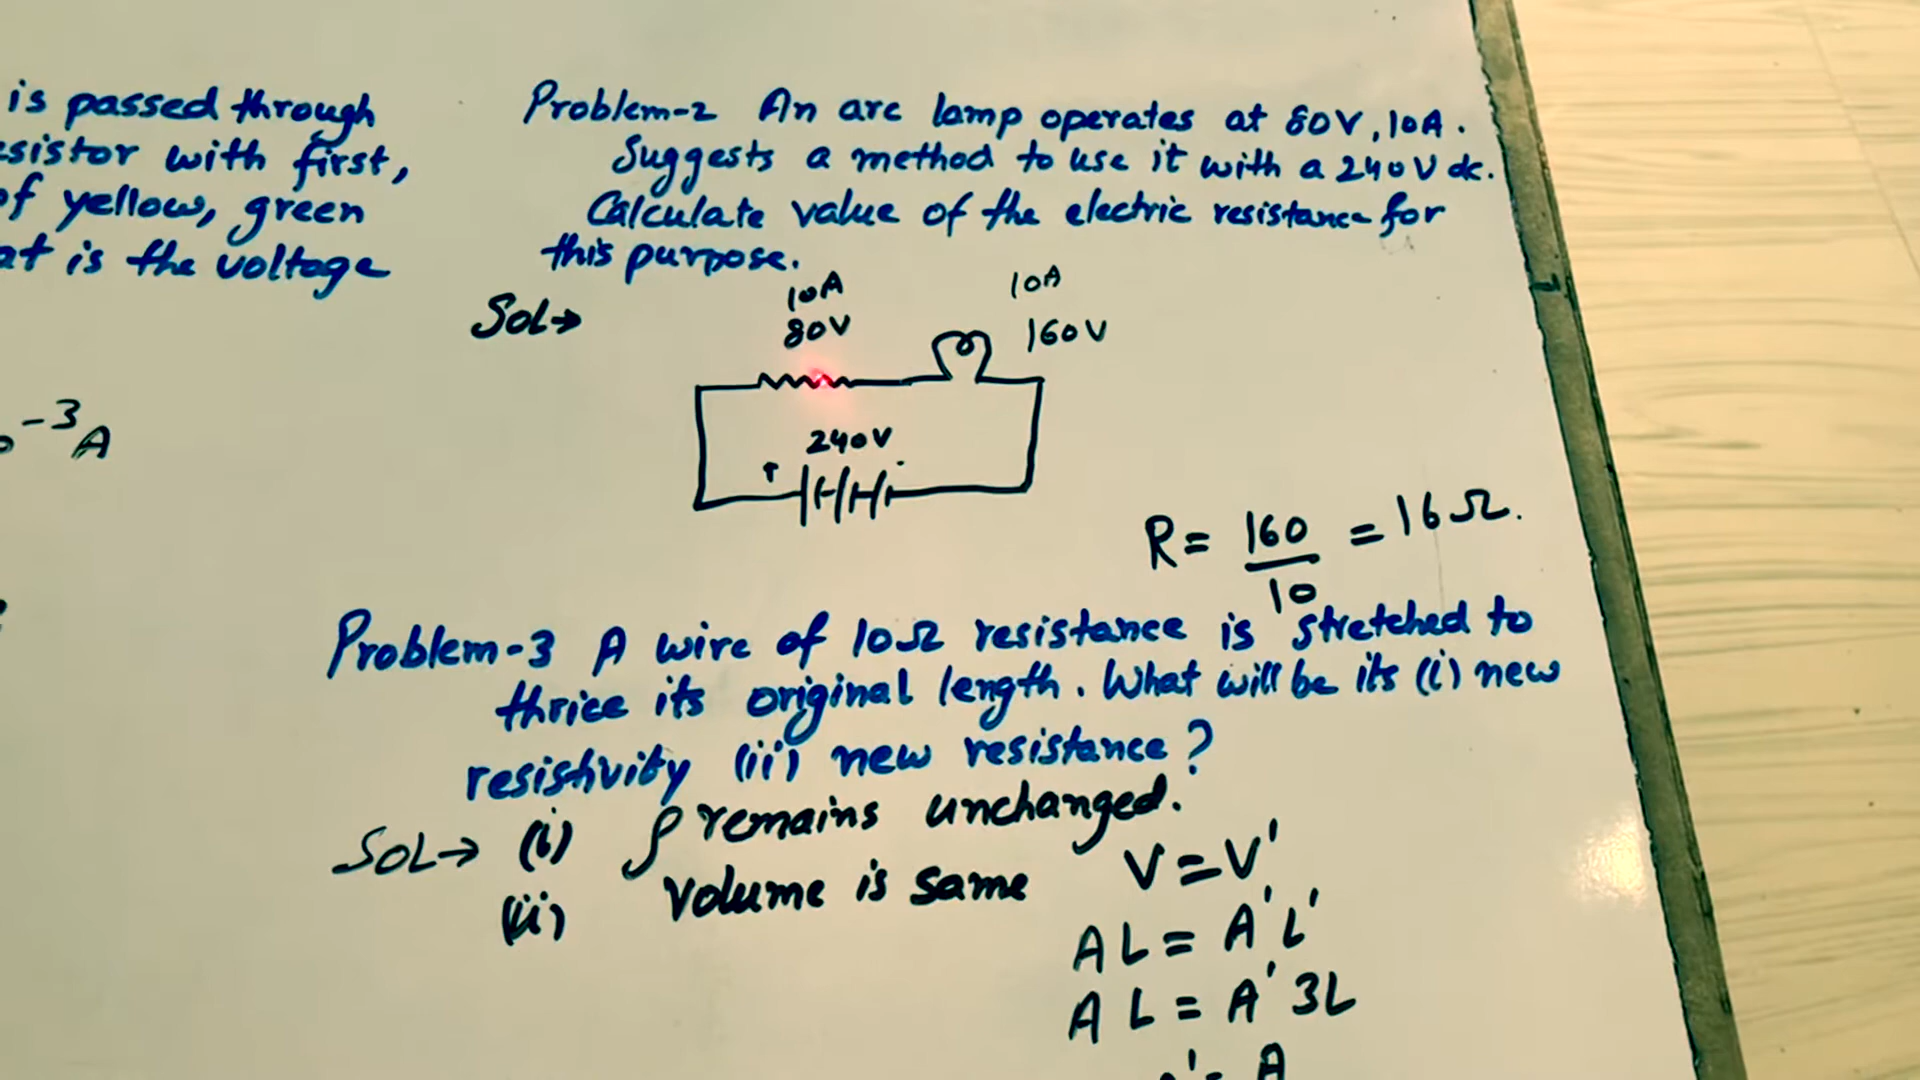 is passed through
esistor with first,
of yellow, green
at is the voltage
-3A
Problem-2 An arc lamp operates at 80V, 10A.
Suggests a method to use it with a 240V dc.
Calculate value of the electric resistance for
this purpose.
Sol→
10A
80V
10A
160V
240V
+ -
R = 160/10 = 16Ω.
Problem-3 A wire of 10Ω resistance is stretched to
thrice its original length. What will be its (i) new
resistivity (ii) new resistance?
Sol→ (i) ρ remains unchanged.
(ii) Volume is same V = V'
AL = A'L'
AL = A'3L
A